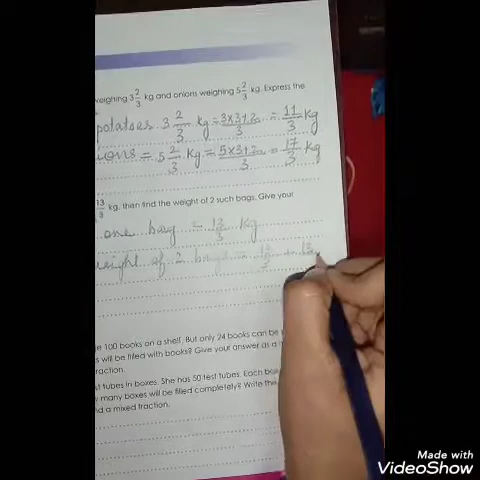 weighing 3 2/3 kg and onions weighing 5 2/3 kg. Express the
potatoes 3 2/3 kg = 3×3+2/3 = 11/3 Kg
ions = 5 2/3 Kg = 5×3+2/3 = 17/3 Kg
13/3 kg, than find the weight of 2 such bags. Give your
one bag = 13/3 Kg
weight of 2 bags = 13/3 + 13
100 books on a shelf. But only 24 books can be
will be filled with books? Give your answer as a
raction.
tubes in boxes. She has 50 test tubes. Each
many boxes will be filled completely? Write the
d a mixed fraction.
Made with
VideoShow